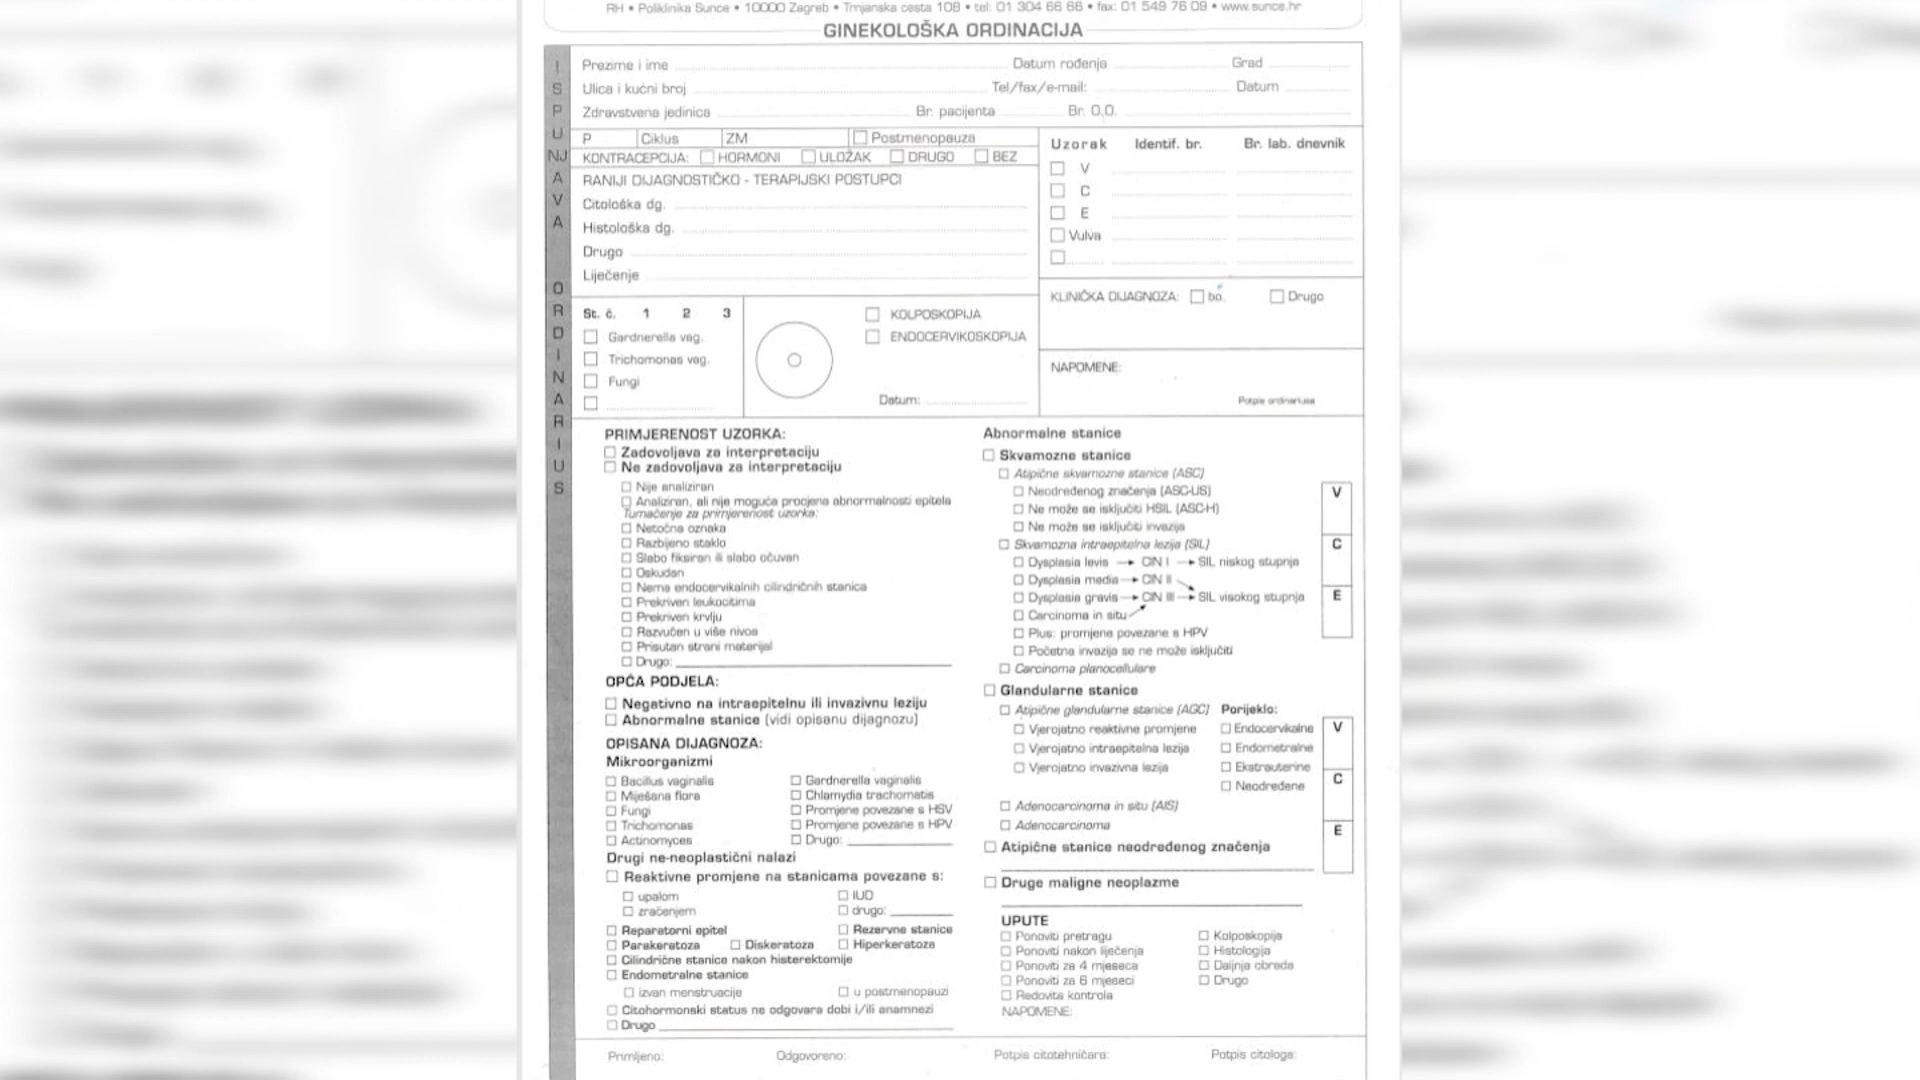 RH • Poliklinika Sunce • 10000 Zagreb • Trnjanska cesta 108 • tel: 01 304 66 66 • fax: 01 549 76 09 • www.sunce.hr
GINEKOLOŠKA ORDINACIJA
ISPUNJAVA ORDINARIUS
Prezime i ime Datum rođenja Grad
Ulica i kućni broj Tel/fax/e-mail: Datum
Zdravstvena jedinica Br. pacijenta Br. O.O.
P Ciklus ZM Postmenopauza
KONTRACEPCIJA: HORMONI ULOŽAK DRUGO BEZ
RANIJI DIJAGNOSTIČKO - TERAPIJSKI POSTUPCI
Citološka dg.
Histološka dg.
Drugo
Liječenje
Uzorak Identif. br. Br. lab. dnevnik
V
C
E
Vulva
St. č. 1 2 3
Gardnerella vag.
Trichomonas vag.
Fungi
KOLPOSKOPIJA
ENDOCERVIKOSKOPIJA
Datum:
KLINIČKA DIJAGNOZA: bo. Drugo
NAPOMENE:
Potpis ordinariusa
PRIMJERENOST UZORKA:
Zadovoljava za interpretaciju
Ne zadovoljava za interpretaciju
Nije analiziran
Analiziran, ali nije moguća procjena abnormalnosti epitela
Tumačenje za primjerenost uzorka:
Netočna oznaka
Razbijeno staklo
Slabo fiksiran ili slabo očuvan
Oskudan
Nema endocervikalnih cilindričnih stanica
Prekriven leukocitima
Prekriven krvlju
Razvučen u više nivoa
Prisutan strani materijal
Drugo:
OPĆA PODJELA:
Negativno na intraepitelnu ili invazivnu leziju
Abnormalne stanice (vidi opisanu dijagnozu)
OPISANA DIJAGNOZA:
Mikroorganizmi
Bacillus vaginalis Gardnerella vaginalis
Miješana flora Chlamydia trachomatis
Fungi Promjene povezane s HSV
Trichomonas Promjene povezane s HPV
Actinomyces Drugo:
Drugi ne-neoplastični nalazi
Reaktivne promjene na stanicama povezane s:
upalom IUD
zračenjem drugo:
Reparatorni epitel Rezervne stanice
Parakeratoza Diskeratoza Hiperkeratoza
Cilindrične stanice nakon histerektomije
Endometralne stanice
izvan menstruacije u postmenopauzi
Citohormonski status ne odgovara dobi i/ili anamnezi
Drugo
Abnormalne stanice
Skvamozne stanice
Atipične skvamozne stanice (ASC)
Neodređenog značenja (ASC-US)
Ne može se isključiti HSIL (ASC-H)
Ne može se isključiti invazija
Skvamozna intraepitelna lezija (SIL)
Dysplasia levis → CIN I → SIL niskog stupnja
Dysplasia media → CIN II
Dysplasia gravis → CIN III → SIL visokog stupnja
Carcinoma in situ
Plus: promjene povezane s HPV
Početna invazija se ne može isključiti
Carcinoma planocellulare
V
C
E
Glandularne stanice
Atipične glandularne stanice (AGC) Porijeklo:
Vjerojatno reaktivne promjene Endocervikalne
Vjerojatno intraepitelna lezija Endometralne
Vjerojatno invazivna lezija Ekstrauterine
Neodređene
Adenocarcinoma in situ (AIS)
Adenocarcinoma
V
C
E
Atipične stanice neodređenog značenja
Druge maligne neoplazme
UPUTE
Ponoviti pretragu Kolposkopija
Ponoviti nakon liječenja Histologija
Ponoviti za 4 mjeseca Daljnja obrada
Ponoviti za 6 mjeseci Drugo
Redovita kontrola
NAPOMENE:
Primljeno: Odgovoreno: Potpis citotehničara: Potpis citologa: